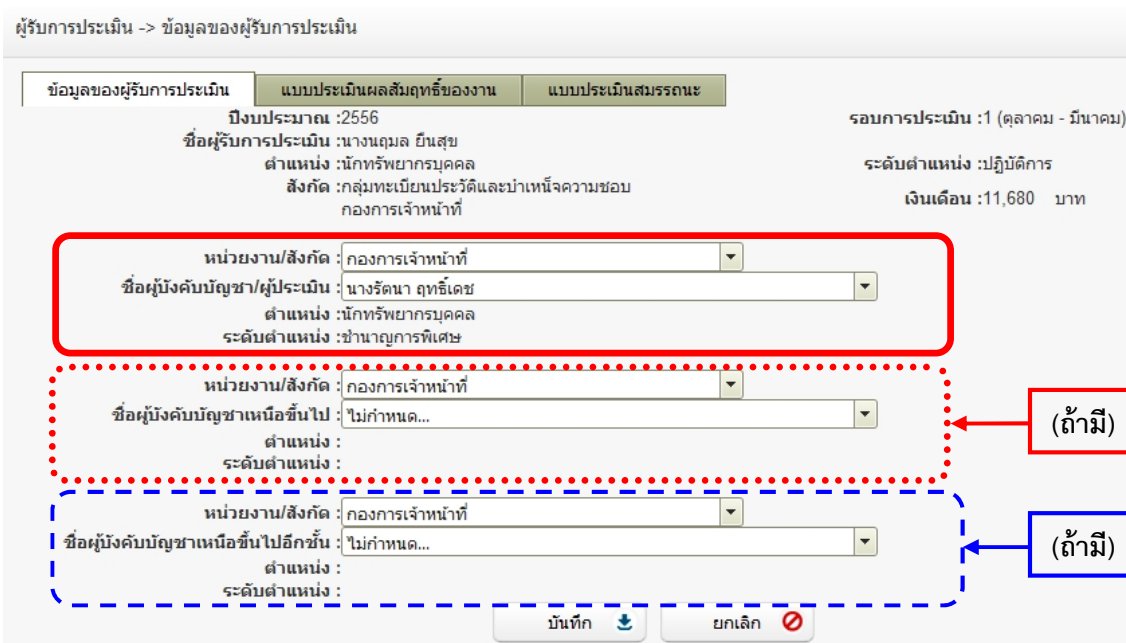 ผู้รับการประเมิน -> ข้อมูลของผู้รับการประเมิน
ข้อมูลของผู้รับการประเมิน แบบประเมินผลสัมฤทธิ์ของงาน แบบประเมินสมรรถนะ
ปีงบประมาณ :2556 รอบการประเมิน :1 (ตุลาคม - มีนาคม)
ชื่อผู้รับการประเมิน :นางนฤมล ยืนสุข
ตำแหน่ง :นักทรัพยากรบุคคล ระดับตำแหน่ง :ปฏิบัติการ
สังกัด :กลุ่มทะเบียนประวัติและบำเหน็จความชอบ เงินเดือน :11,680 บาท
กองการเจ้าหน้าที่
หน่วยงาน/สังกัด : กองการเจ้าหน้าที่
ชื่อผู้บังคับบัญชา/ผู้ประเมิน : นางรัตนา ฤทธิ์เดช
ตำแหน่ง :นักทรัพยากรบุคคล
ระดับตำแหน่ง :ชำนาญการพิเศษ
หน่วยงาน/สังกัด : กองการเจ้าหน้าที่
ชื่อผู้บังคับบัญชาเหนือขึ้นไป : ไม่กำหนด... (ถ้ามี)
ตำแหน่ง :
ระดับตำแหน่ง :
หน่วยงาน/สังกัด : กองการเจ้าหน้าที่
ชื่อผู้บังคับบัญชาเหนือขึ้นไปอีกชั้น : ไม่กำหนด... (ถ้ามี)
ตำแหน่ง :
ระดับตำแหน่ง :
บันทึก ยกเลิก